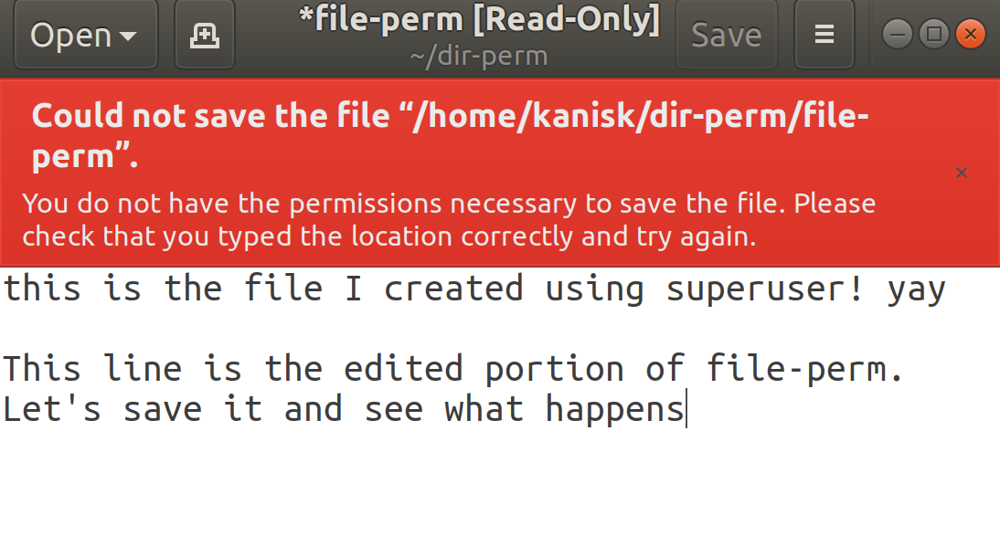 Open
*file-perm [Read-Only]
~/dir-perm
Save
Could not save the file “/home/kanisk/dir-perm/file-
perm”.
You do not have the permissions necessary to save the file. Please
check that you typed the location correctly and try again.
this is the file I created using superuser! yay
This line is the edited portion of file-perm.
Let's save it and see what happens